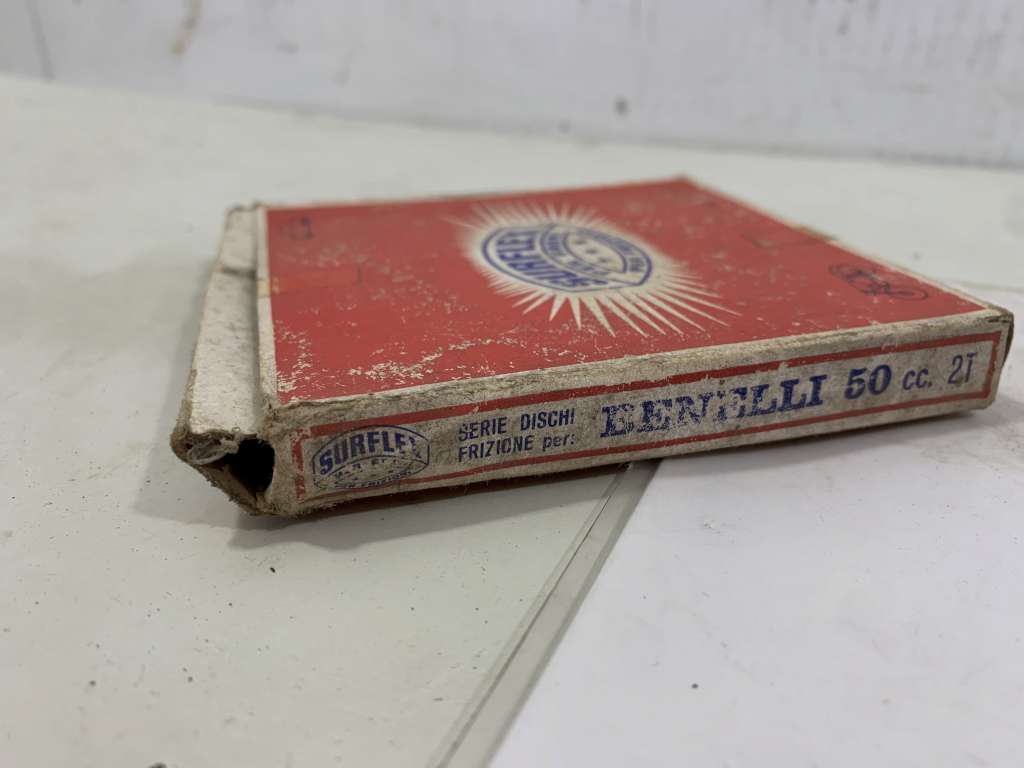 SURFLEX
SURFLEX
SERIE DISCHI
FRIZIONE per:
BENELLI 50 cc. 2T